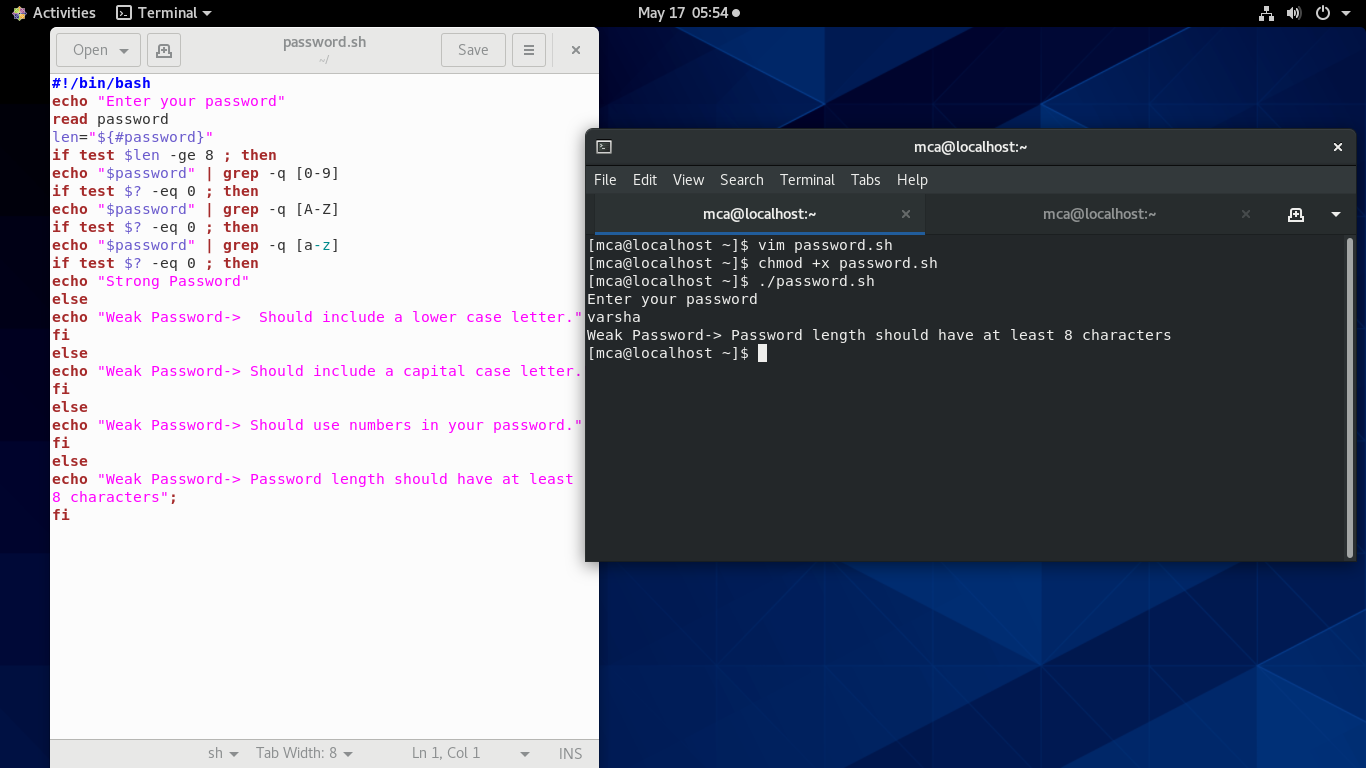 Activities Terminal May 17 05:54
Open password.sh Save
~/
#!/bin/bash
echo "Enter your password"
read password
len="${#password}"
if test $len -ge 8 ; then
echo "$password" | grep -q [0-9]
if test $? -eq 0 ; then
echo "$password" | grep -q [A-Z]
if test $? -eq 0 ; then
echo "$password" | grep -q [a-z]
if test $? -eq 0 ; then
echo "Strong Password"
else
echo "Weak Password->  Should include a lower case letter."
fi
else
echo "Weak Password-> Should include a capital case letter.
fi
else
echo "Weak Password-> Should use numbers in your password."
fi
else
echo "Weak Password-> Password length should have at least
8 characters";
fi
sh Tab Width: 8 Ln 1, Col 1 INS
mca@localhost:~
File Edit View Search Terminal Tabs Help
mca@localhost:~ mca@localhost:~
[mca@localhost ~]$ vim password.sh
[mca@localhost ~]$ chmod +x password.sh
[mca@localhost ~]$ ./password.sh
Enter your password
varsha
Weak Password-> Password length should have at least 8 characters
[mca@localhost ~]$